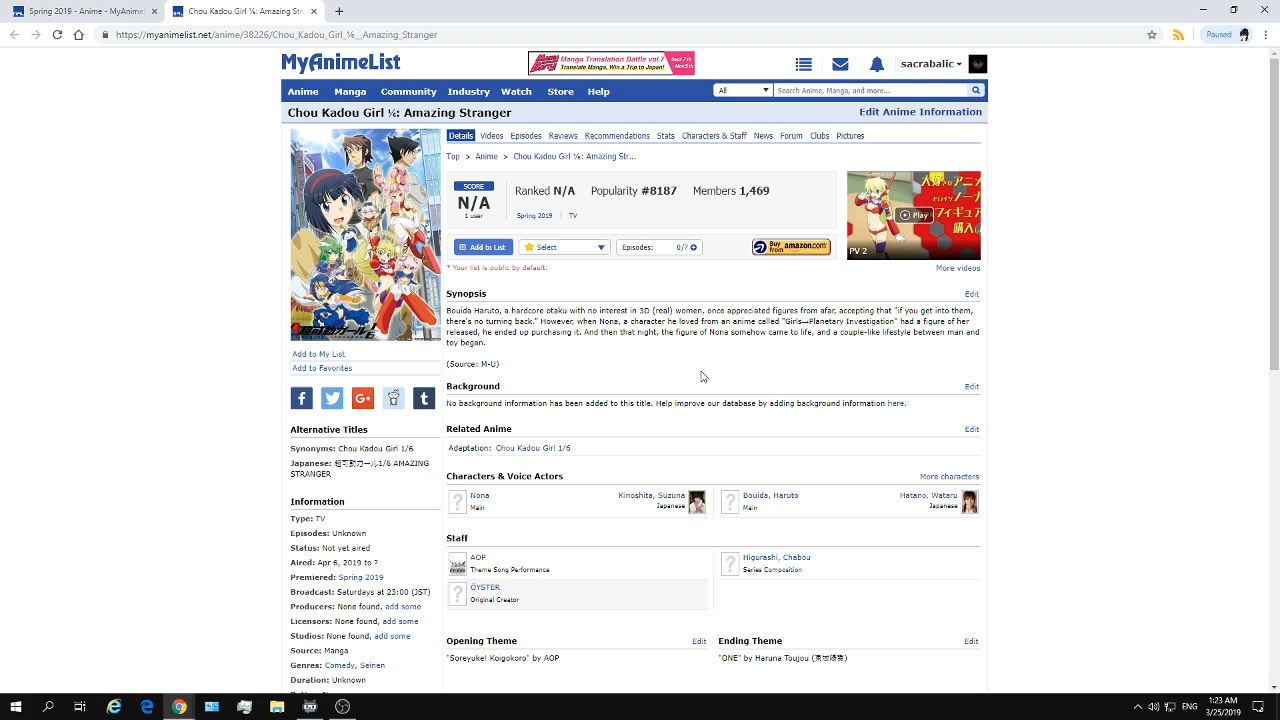 Spring 2019 - Anime - MyAnimeL
Chou Kadou Girl ⅙: Amazing Stran
https://myanimelist.net/anime/38226/Chou_Kadou_Girl_⅙__Amazing_Stranger
Paused
MyAnimeList
Manga Translation Battle vol.7
Translate Manga, Win a Trip to Japan!
sacrabalic
Anime Manga Community Industry Watch Store Help
All
Search Anime, Manga, and more...
Chou Kadou Girl ⅙: Amazing Stranger
Edit Anime Information
Details Videos Episodes Reviews Recommendations Stats Characters & Staff News Forum Clubs Pictures
Top > Anime > Chou Kadou Girl ⅙: Amazing Str...
SCORE
N/A
1 user
Ranked N/A Popularity #8187 Members 1,469
Spring 2019 TV
Add to List
Select
Episodes: 0/?
Buy from amazon.com
Play
PV 2
* Your list is public by default.
More videos
Synopsis
Edit
Bouida Haruto, a hardcore otaku with no interest in 3D (real) women, once appreciated figures from afar, accepting that "if you get into them,
there's no turning back." However, when Nona, a character he loved from an anime called "Girls—Planetary Investigation" had a figure of her
released, he ended up purchasing it. And then that night, the figure of Nona somehow came to life, and a couple-like lifestyle between man and
toy began.
(Source: M-U)
Background
Edit
No background information has been added to this title. Help improve our database by adding background information here.
Related Anime
Edit
Adaptation: Chou Kadou Girl 1/6
Characters & Voice Actors
More characters
Nona
Main
Kinoshita, Suzuna
Japanese
Bouida, Haruto
Main
Hatano, Wataru
Japanese
Staff
AOP
Theme Song Performance
Higurashi, Chabou
Series Composition
ÖYSTER
Original Creator
Opening Theme
Edit
"Soreyuke! Koigokoro" by AOP
Ending Theme
Edit
"ONE" by Haruna Toujou (東城陽奏)
Add to My List
Add to Favorites
Alternative Titles
Synonyms: Chou Kadou Girl 1/6
Japanese: 超可動ガール1/6 AMAZING
STRANGER
Information
Type: TV
Episodes: Unknown
Status: Not yet aired
Aired: Apr 6, 2019 to ?
Premiered: Spring 2019
Broadcast: Saturdays at 23:00 (JST)
Producers: None found, add some
Licensors: None found, add some
Studios: None found, add some
Source: Manga
Genres: Comedy, Seinen
Duration: Unknown
ENG
1:23 AM
3/25/2019